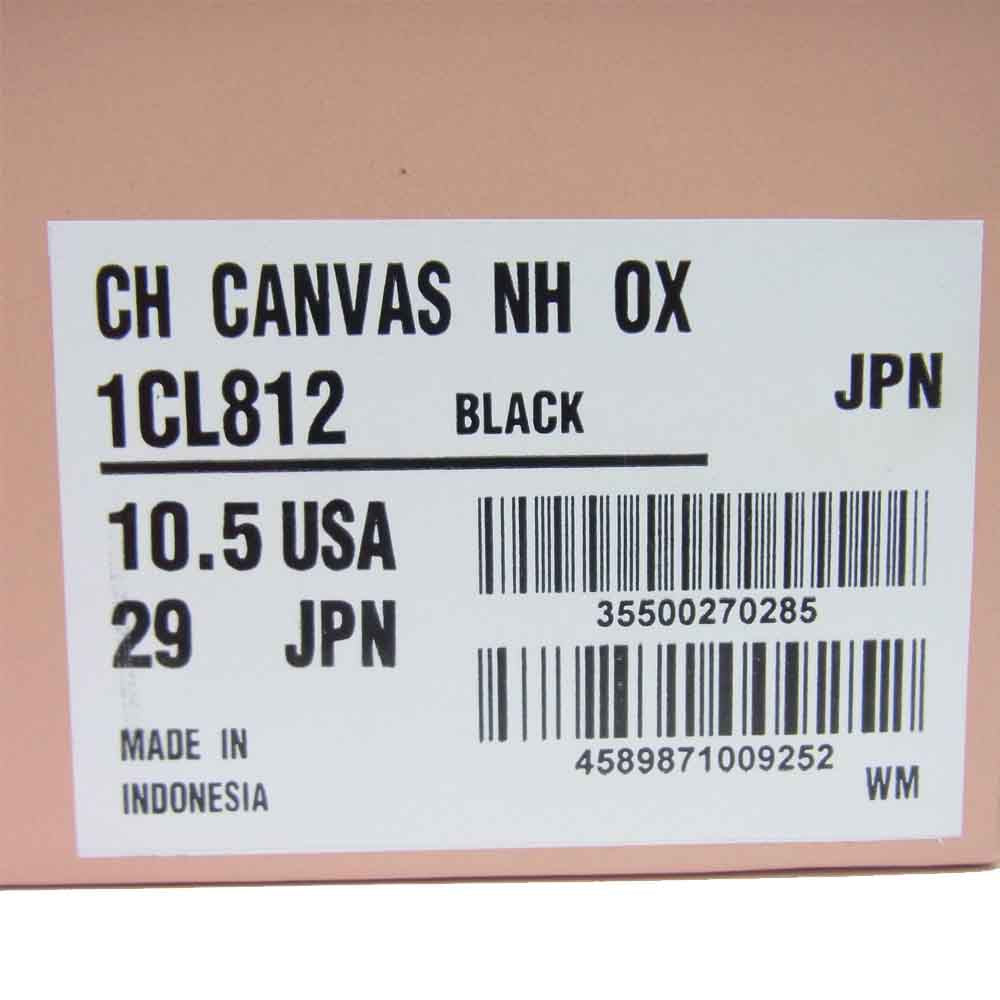 CH CANVAS NH OX
1CL812 BLACK JPN
10.5 USA
29 JPN
35500270285
4589871009252
MADE IN
INDONESIA
WM